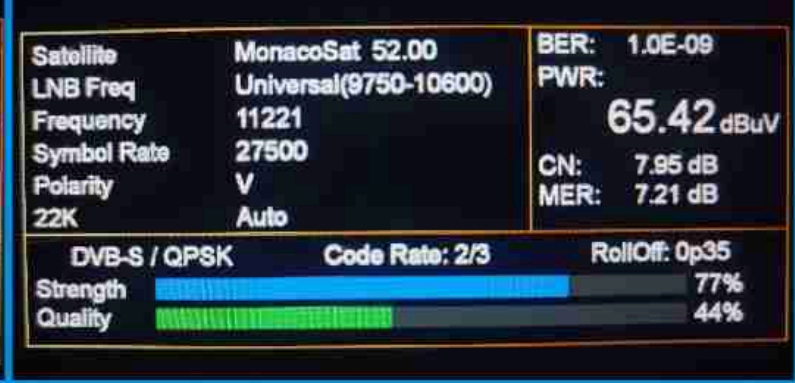 Satellite MonacoSat 52.00
LNB Freq Universal(9750-10600)
Frequency 11221
Symbol Rate 27500
Polarity V
22K Auto
BER: 1.0E-09
PWR:
65.42 dBuV
CN: 7.95 dB
MER: 7.21 dB
DVB-S / QPSK Code Rate: 2/3 RollOff: 0p35
Strength 77%
Quality 44%